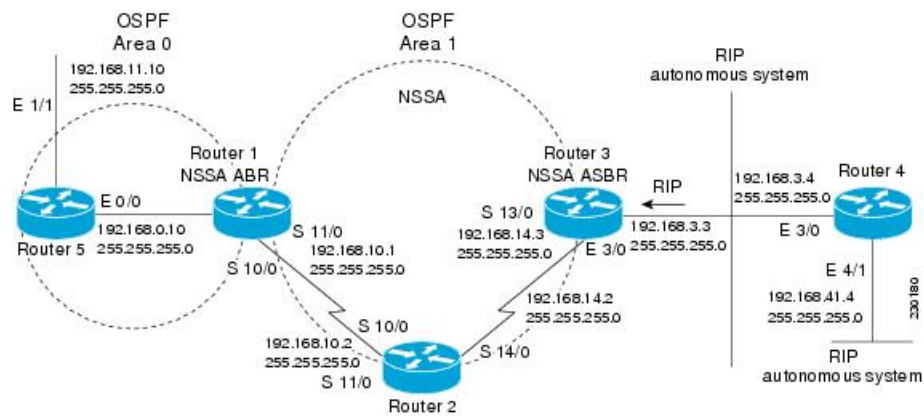 OSPF
Area 0
192.168.11.10
255.255.255.0
E 1/1
Router 5
E 0/0
192.168.0.10
255.255.255.0
Router 1
NSSA ABR
OSPF
Area 1
NSSA
S 11/0
192.168.10.1
255.255.255.0
S 10/0
S 10/0
192.168.10.2
255.255.255.0
S 11/0
Router 2
192.168.14.2
255.255.255.0
S 14/0
Router 3
NSSA ASBR
S 13/0
192.168.14.3
255.255.255.0
E 3/0
RIP
192.168.3.3
255.255.255.0
RIP
autonomous system
192.168.3.4
255.255.255.0
Router 4
E 3/0
E 4/1
192.168.41.4
255.255.255.0
RIP
autonomous system
230180